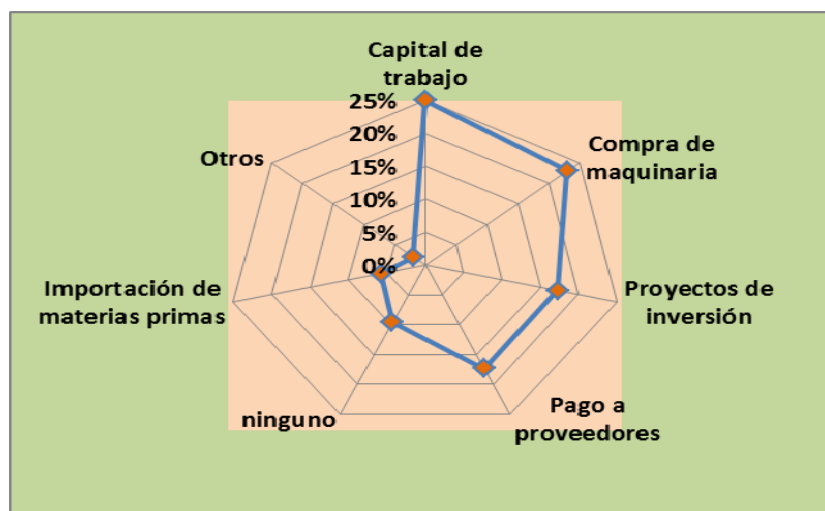 Capital de
trabajo
25%
20%
15%
10%
5%
0%
Compra de
maquinaria
Proyectos de
inversión
Pago a
proveedores
ninguno
Importación de
materias primas
Otros